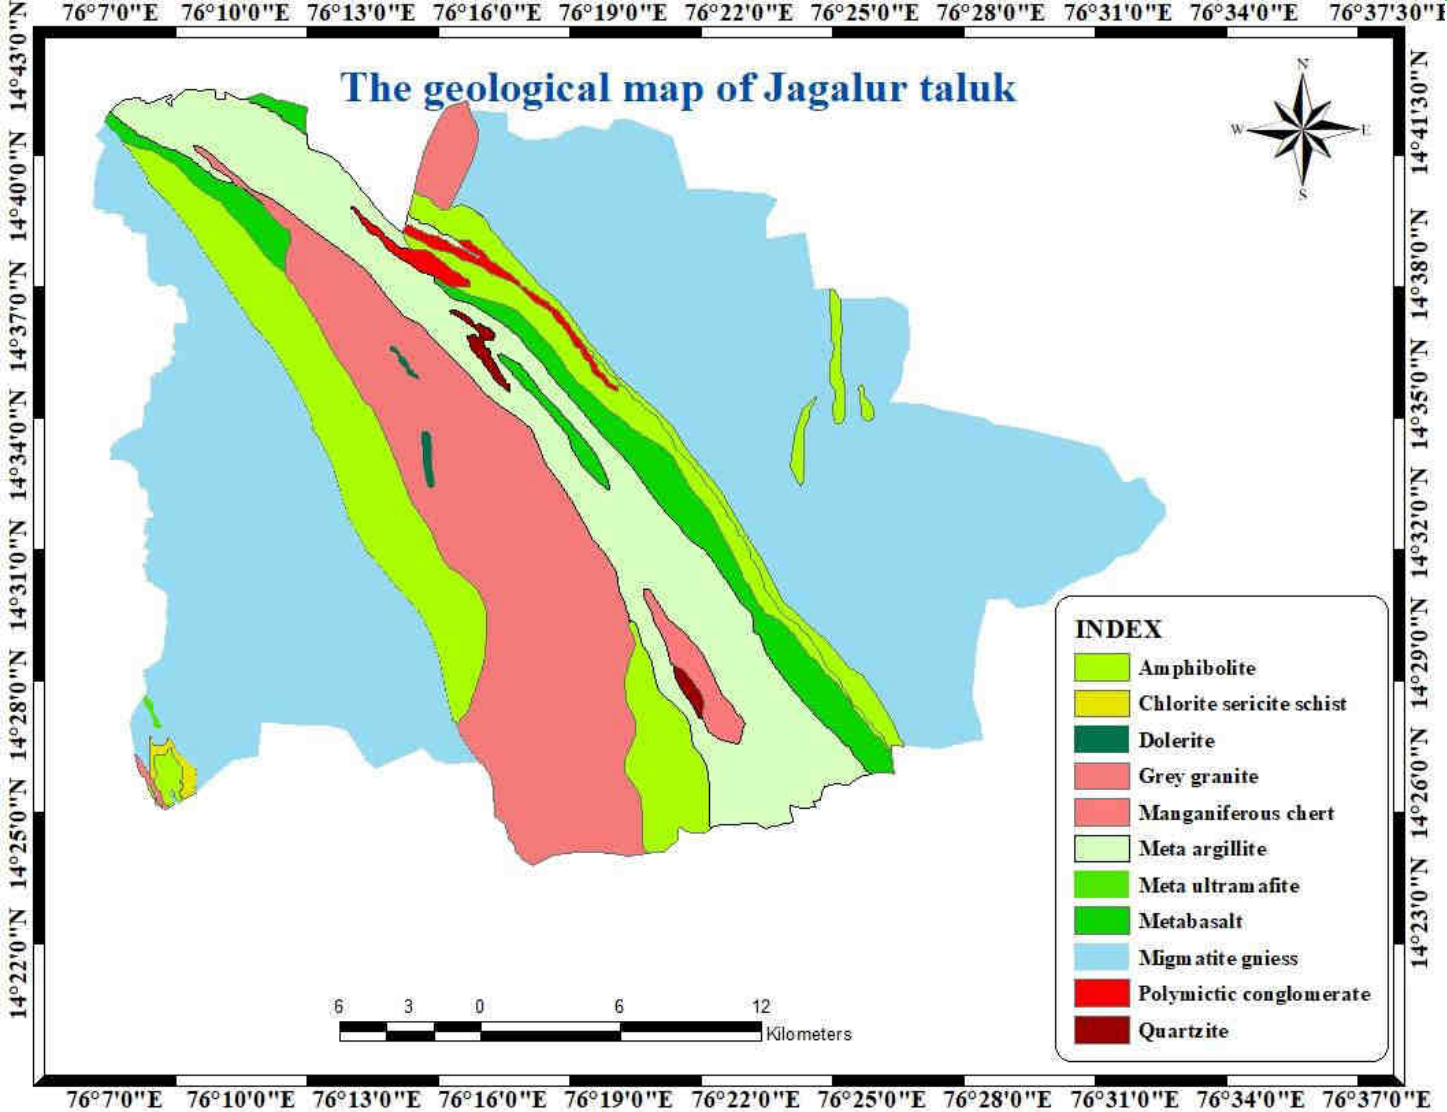 76°7'0"E 76°10'0"E 76°13'0"E 76°16'0"E 76°19'0"E 76°22'0"E 76°25'0"E 76°28'0"E 76°31'0"E 76°34'0"E 76°37'30"E
The geological map of Jagalur taluk
N
W
E
S
14°43'0"N
14°40'0"N
14°37'0"N
14°34'0"N
14°31'0"N
14°28'0"N
14°25'0"N
14°22'0"N
14°41'30"N
14°38'0"N
14°35'0"N
14°32'0"N
14°29'0"N
14°26'0"N
14°23'0"N
INDEX
Amphibolite
Chlorite sericite schist
Dolerite
Grey granite
Manganiferous chert
Meta argillite
Meta ultramafite
Metabasalt
Migmatite gniess
Polymictic conglomerate
Quartzite
6 3 0 6 12
Kilometers
76°7'0"E 76°10'0"E 76°13'0"E 76°16'0"E 76°19'0"E 76°22'0"E 76°25'0"E 76°28'0"E 76°31'0"E 76°34'0"E 76°37'0"E